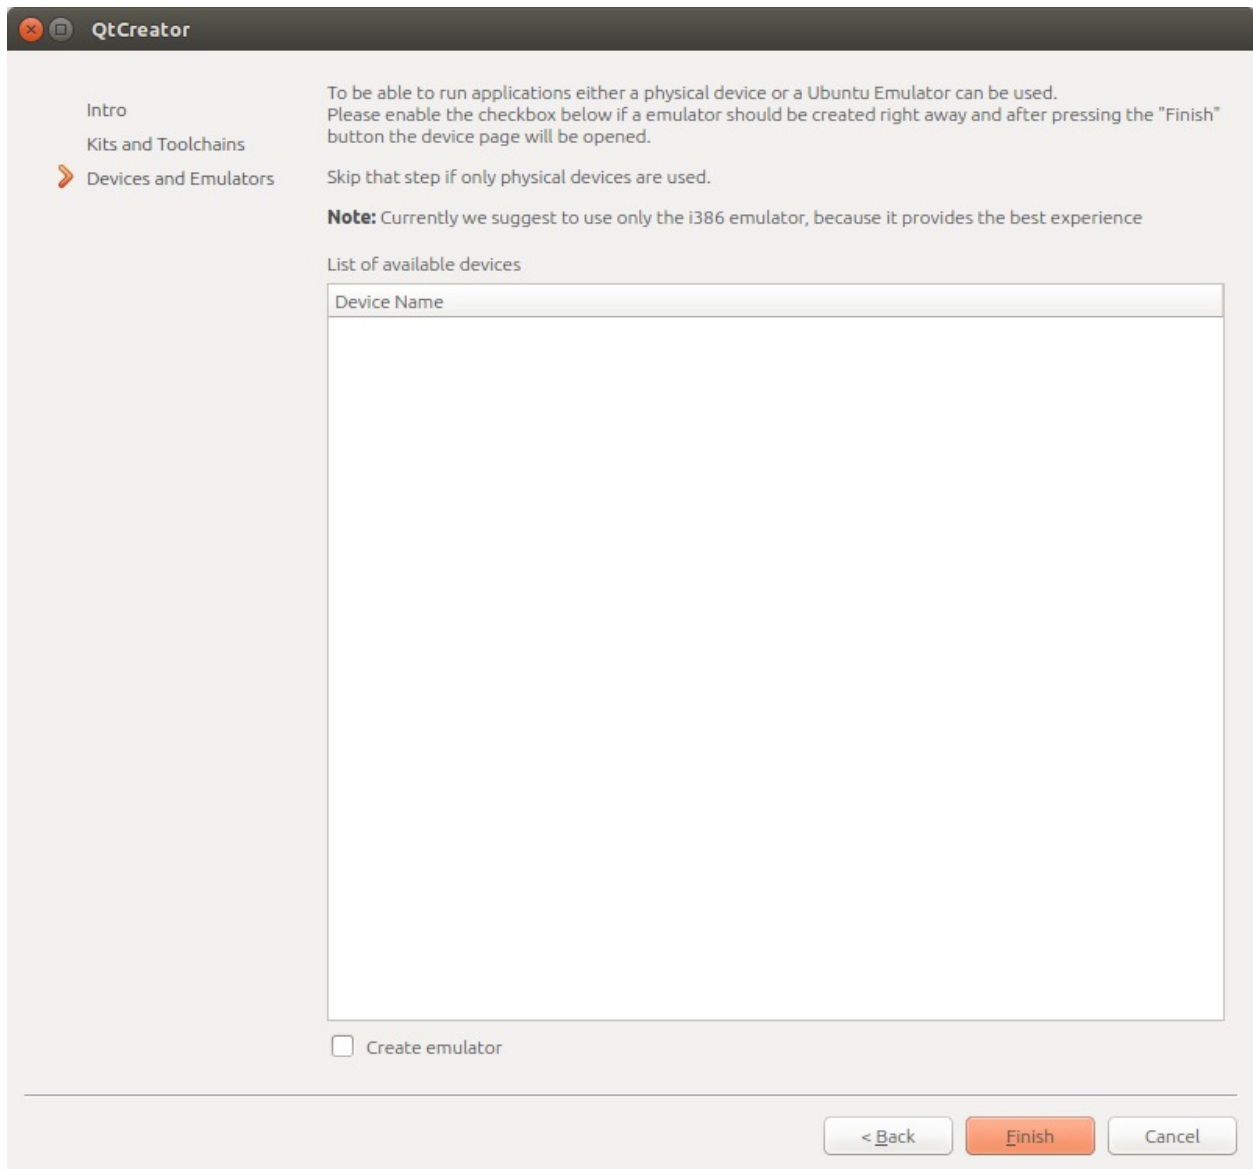 QtCreator
Intro
Kits and Toolchains
Devices and Emulators
To be able to run applications either a physical device or a Ubuntu Emulator can be used.
Please enable the checkbox below if a emulator should be created right away and after pressing the "Finish"
button the device page will be opened.
Skip that step if only physical devices are used.
Note: Currently we suggest to use only the i386 emulator, because it provides the best experience
List of available devices
Device Name
Create emulator
< Back
Finish
Cancel